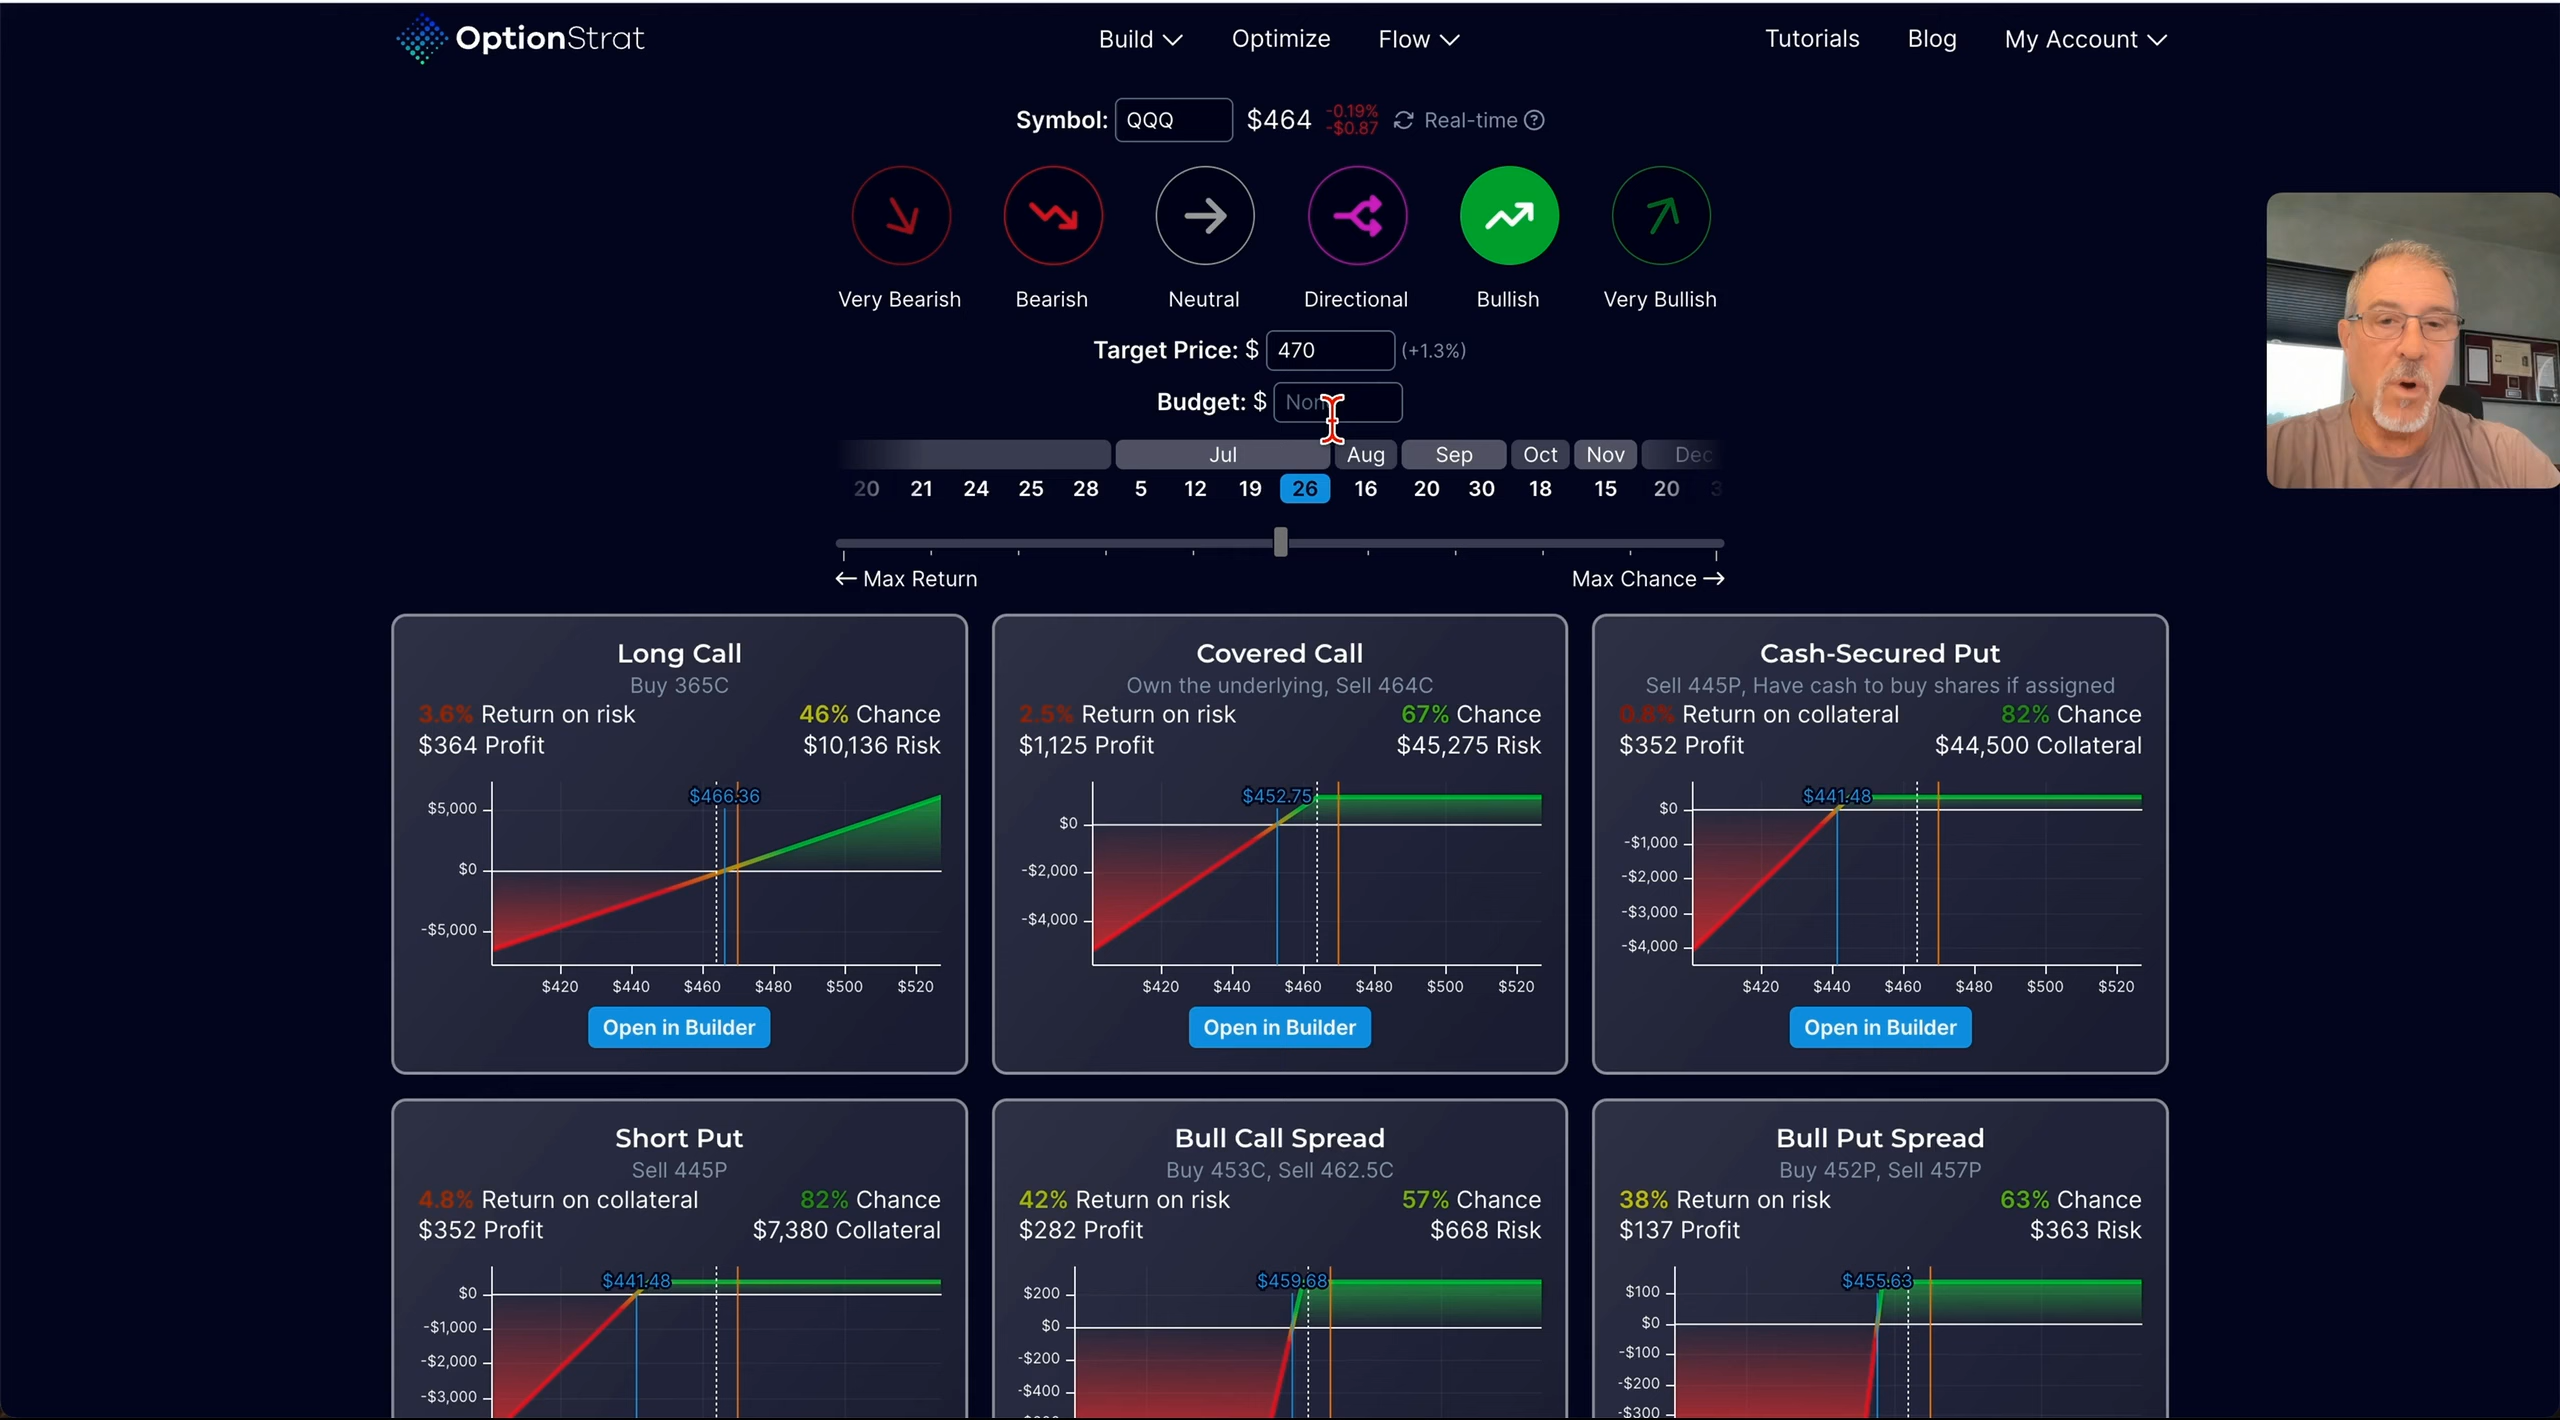 OptionStrat
Build Optimize Flow
Tutorials Blog My Account
Symbol: QQQ $464 -0.19% -$0.87 Real-time
Very Bearish Bearish Neutral Directional Bullish Very Bullish
Target Price: $ 470 (+1.3%)
Budget: $
Jul Aug Sep Oct Nov Dec
20 21 24 25 28 5 12 19 26 16 20 30 18 15 20
← Max Return Max Chance →
Long Call
Buy 365C
3.6% Return on risk 46% Chance
$364 Profit $10,136 Risk
$466.36
$5,000
$0
-$5,000
$420 $440 $460 $480 $500 $520
Open in Builder
Covered Call
Own the underlying, Sell 464C
2.5% Return on risk 67% Chance
$1,125 Profit $45,275 Risk
$452.75
$0
-$2,000
-$4,000
$420 $440 $460 $480 $500 $520
Open in Builder
Cash-Secured Put
Sell 445P, Have cash to buy shares if assigned
0.8% Return on collateral 82% Chance
$352 Profit $44,500 Collateral
$441.48
$0
-$1,000
-$2,000
-$3,000
-$4,000
$420 $440 $460 $480 $500 $520
Open in Builder
Short Put
Sell 445P
4.8% Return on collateral 82% Chance
$352 Profit $7,380 Collateral
$441.48
$0
-$1,000
-$2,000
-$3,000
Bull Call Spread
Buy 453C, Sell 462.5C
42% Return on risk 57% Chance
$282 Profit $668 Risk
$459.68
$200
$0
-$200
-$400
Bull Put Spread
Buy 452P, Sell 457P
38% Return on risk 63% Chance
$137 Profit $363 Risk
$455.63
$100
$0
-$100
-$200
-$300